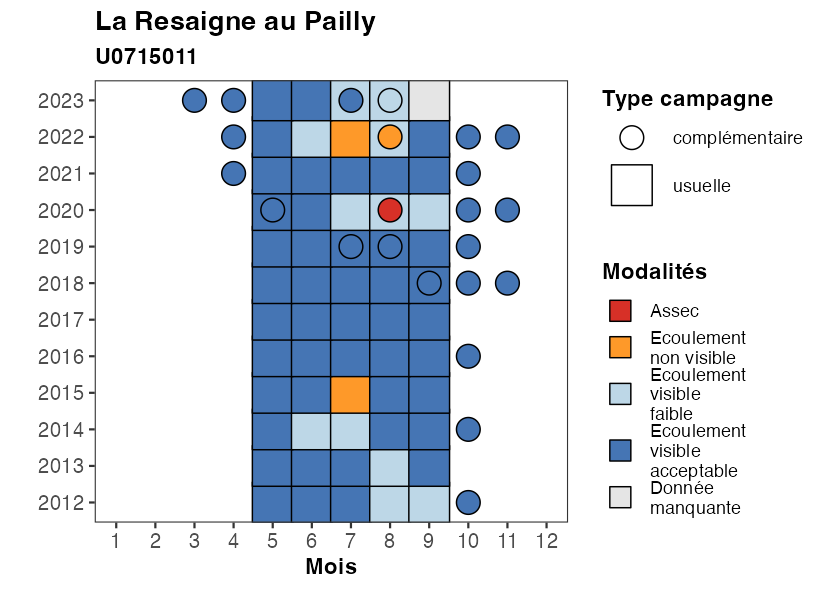 La Resaigne au Pailly
U0715011
2023
2022
2021
2020
2019
2018
2017
2016
2015
2014
2013
2012
1 2 3 4 5 6 7 8 9 10 11 12
Mois
Type campagne
complémentaire
usuelle
Modalités
Assec
Ecoulement
non visible
Ecoulement
visible
faible
Ecoulement
visible
acceptable
Donnée
manquante